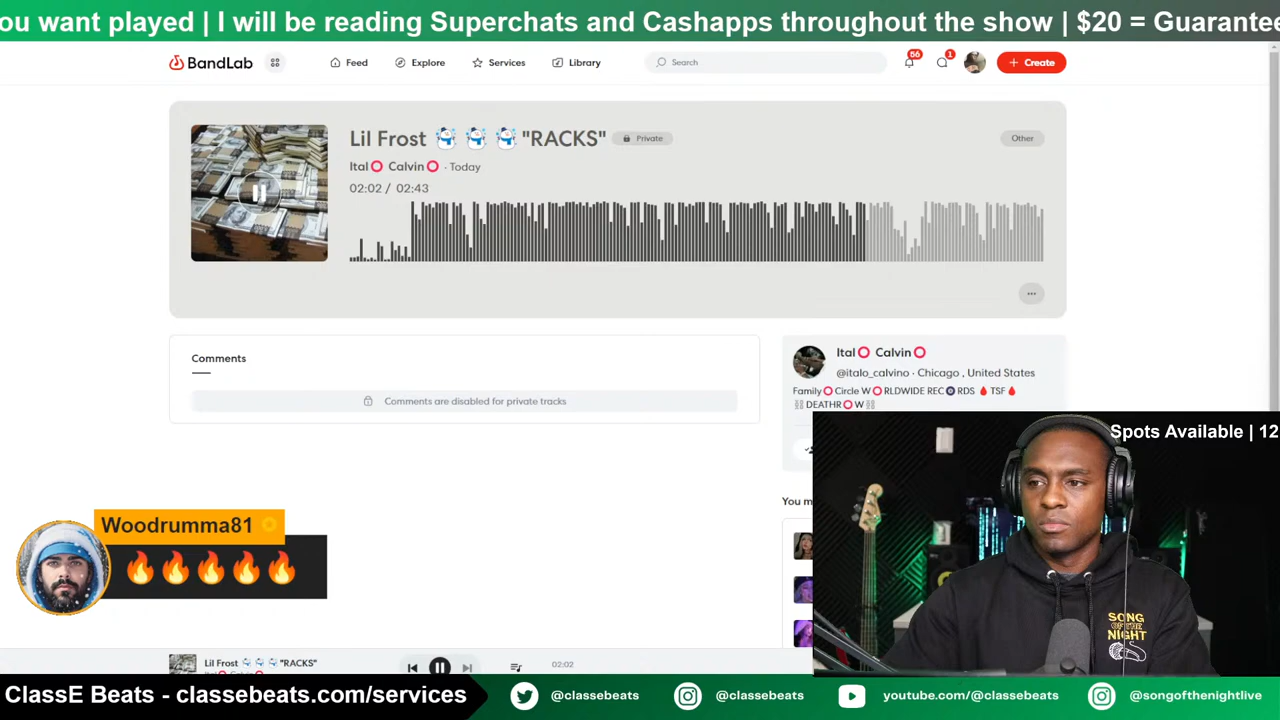 ou want played | I will be reading Superchats and Cashapps throughout the show | $20 = Guarantee
BandLab
Feed
Explore
Services
Library
Search
56
1
+ Create
Lil Frost ☃️ ☃️ ☃️ "RACKS"
Private
Other
Ital⭕ Calvin⭕ · Today
02:02 / 02:43
Comments
Comments are disabled for private tracks
Ital⭕ Calvin⭕
@italo_calvino · Chicago , United States
Family⭕ Circle W⭕ RLDWIDE REC RDS 🩸 TSF 🩸
⛓ DEATHR⭕ W ⛓
Spots Available | 12
You m
Woodrumma81
🔥🔥🔥🔥🔥
SONG
OF THE
NIGHT
Lil Frost ☃️ ☃️ ☃️ "RACKS"
02:02
ClassE Beats - classebeats.com/services
@classebeats
@classebeats
youtube.com/@classebeats
@songofthenightlive